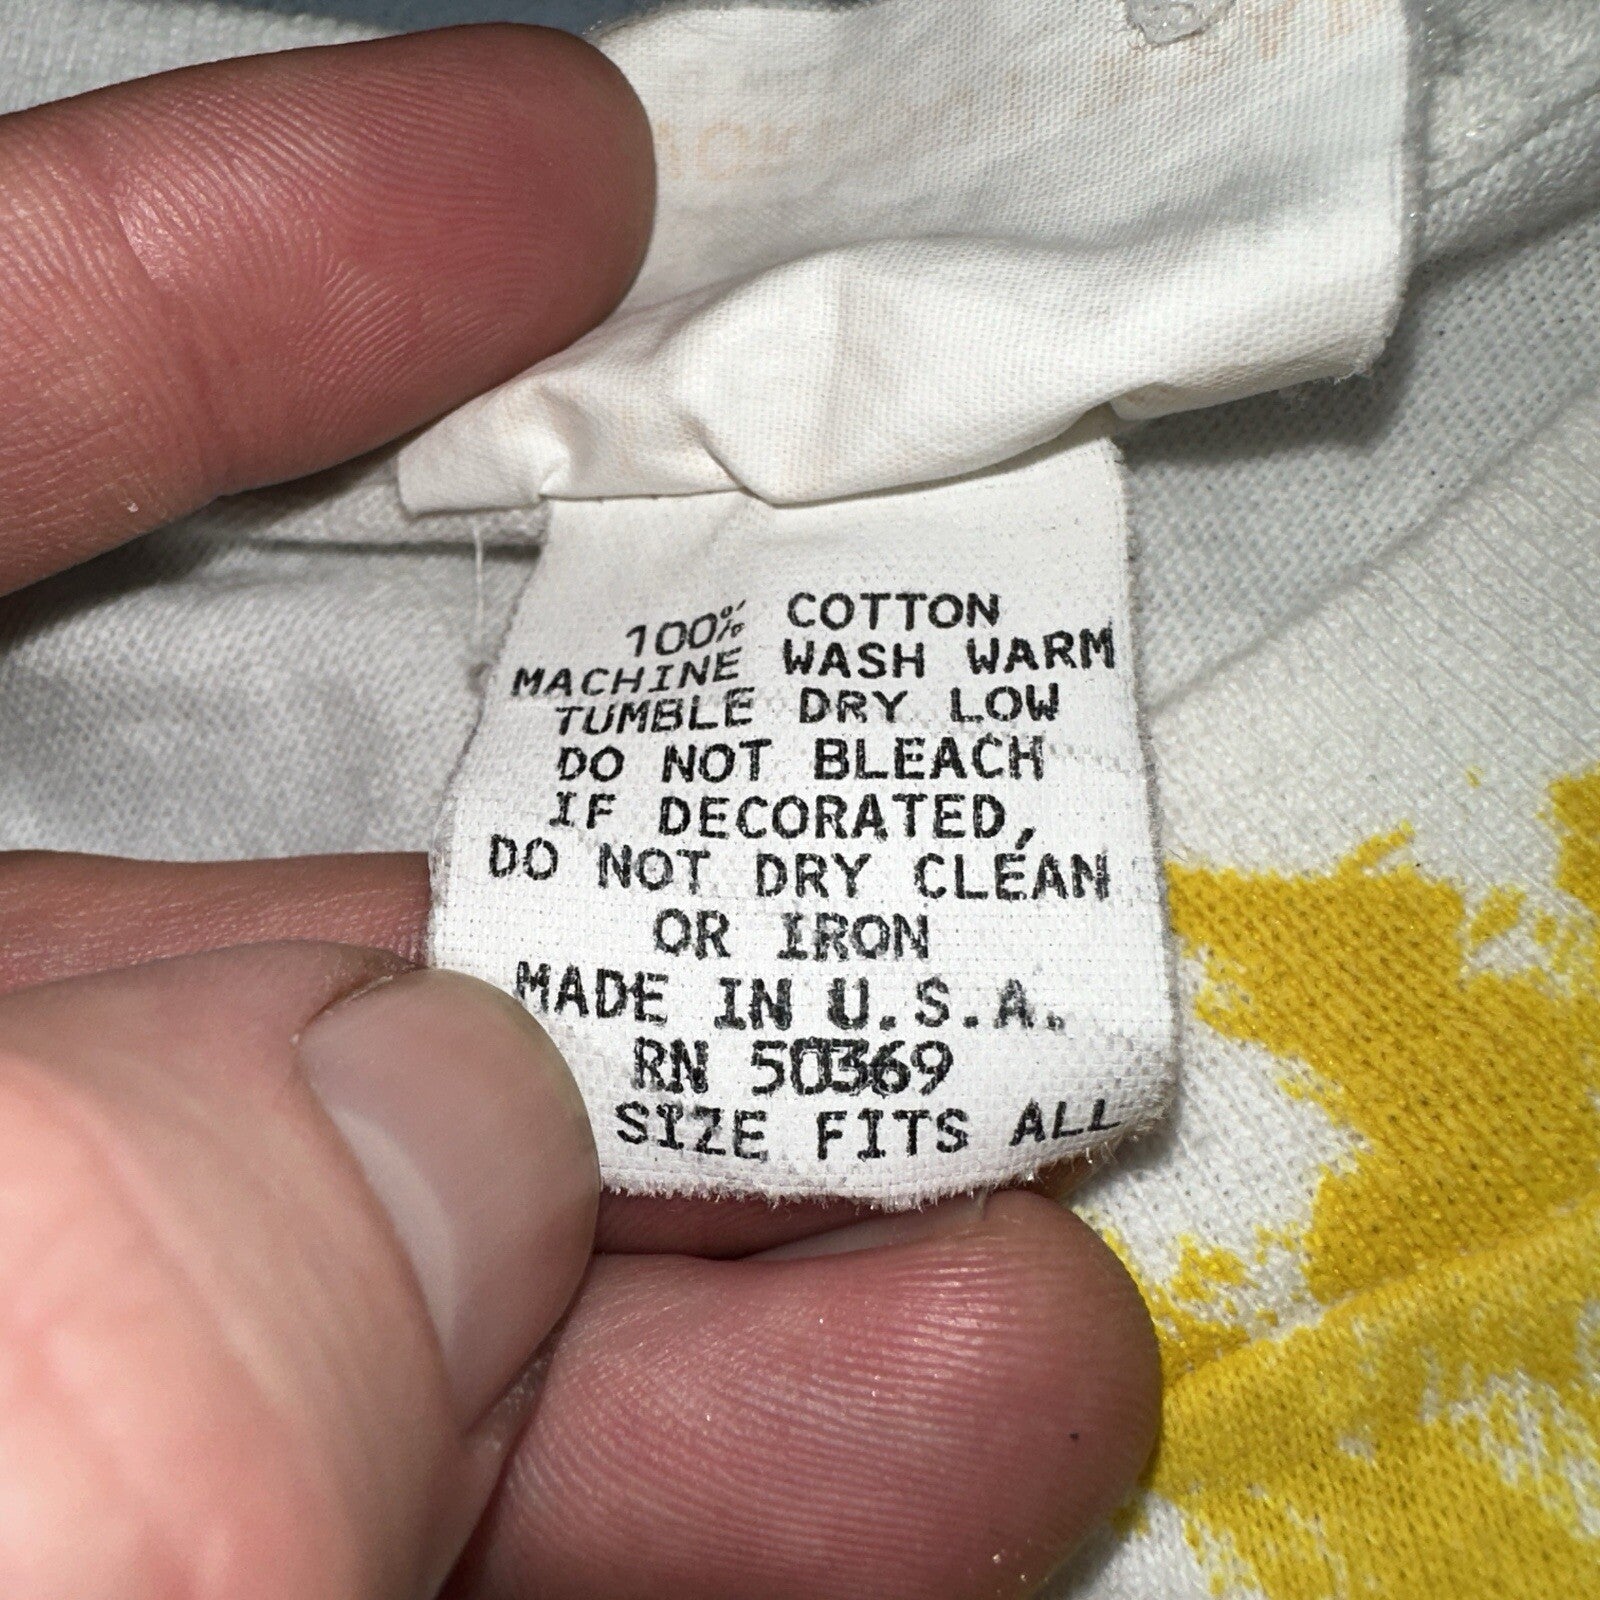 100% COTTON
MACHINE WASH WARM
TUMBLE DRY LOW
DO NOT BLEACH
IF DECORATED,
DO NOT DRY CLEAN
OR IRON
MADE IN U.S.A.
RN 50369
SIZE FITS ALL